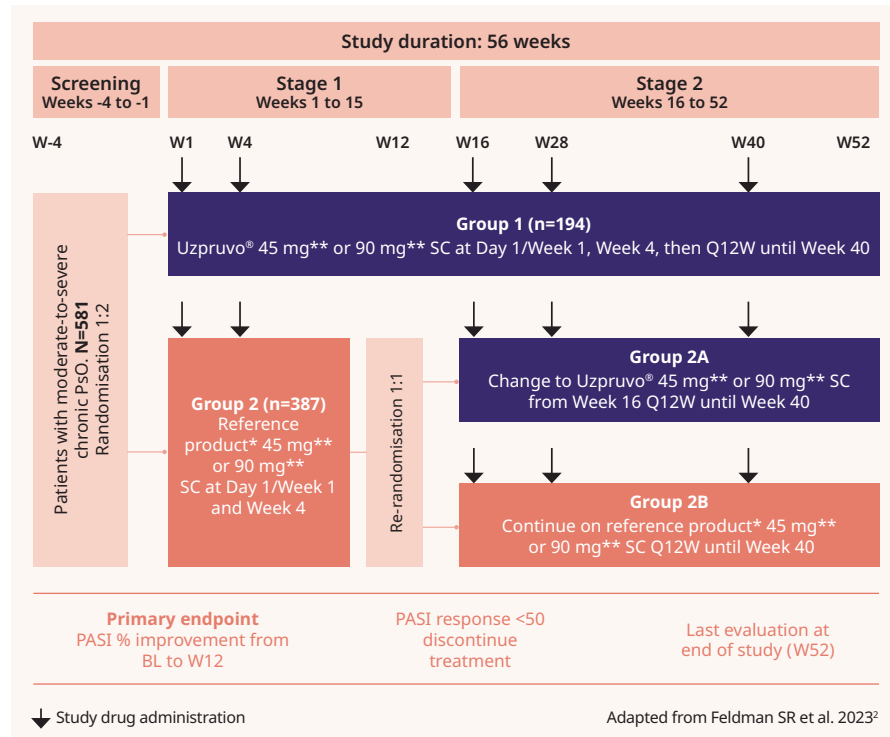 Study duration: 56 weeks
Screening
Weeks -4 to -1
Stage 1
Weeks 1 to 15
Stage 2
Weeks 16 to 52
W-4
W1
W4
W12
W16
W28
W40
W52
Patients with moderate-to-severe
chronic PsO. N=581
Randomisation 1:2
Group 1 (n=194)
Uzpruvo® 45 mg** or 90 mg** SC at Day 1/Week 1, Week 4, then Q12W until Week 40
Group 2 (n=387)
Reference
product* 45 mg**
or 90 mg**
SC at Day 1/Week 1
and Week 4
Re-randomisation 1:1
Group 2A
Change to Uzpruvo® 45 mg** or 90 mg** SC
from Week 16 Q12W until Week 40
Group 2B
Continue on reference product* 45 mg**
or 90 mg** SC Q12W until Week 40
Primary endpoint
PASI % improvement from
BL to W12
PASI response <50
discontinue
treatment
Last evaluation at
end of study (W52)
Study drug administration
Adapted from Feldman SR et al. 2023²